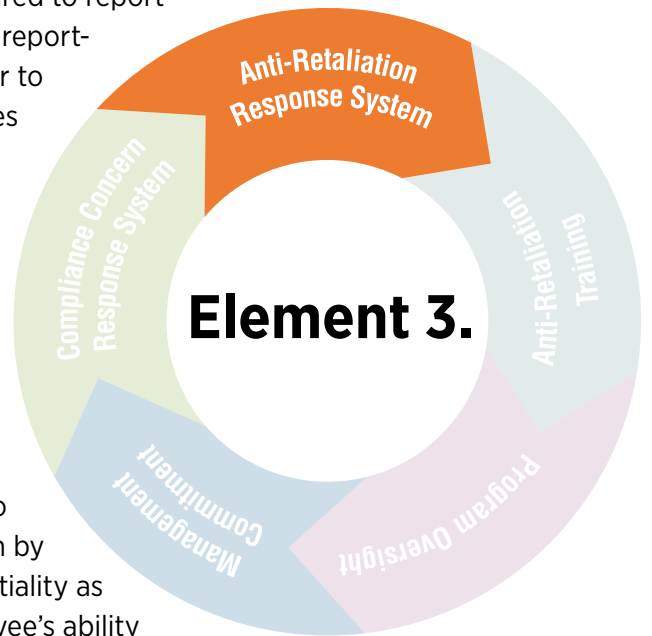 red to report
report-
r to
es
Anti-Retaliation
Response System
Anti-Retaliation
Training
Program Oversight
Management
Commitment
Compliance Concern
Response System
Element 3.
n by
tiality as
vee's ability